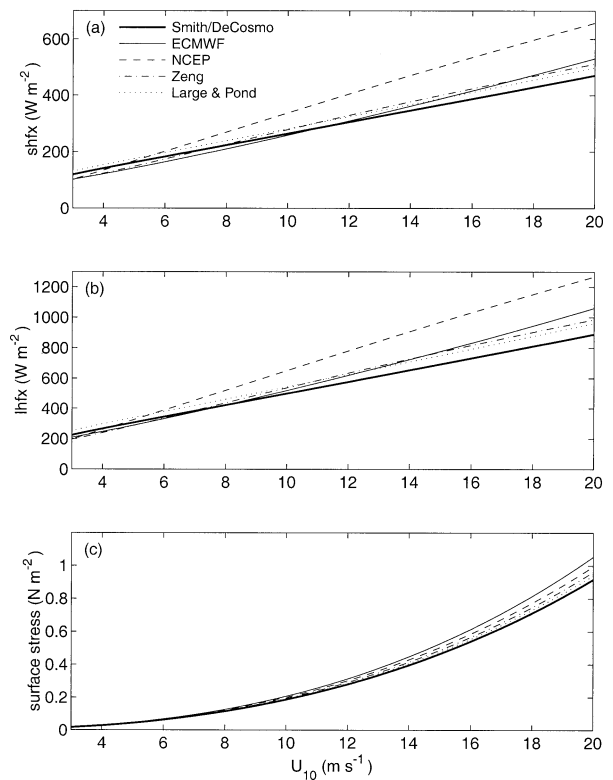 (a)
Smith/DeCosmo
ECMWF
NCEP
Zeng
Large & Pond
shfx (W m⁻²)
600
400
200
0
4 6 8 10 12 14 16 18 20
(b)
lhfx (W m⁻²)
1200
1000
800
600
400
200
0
4 6 8 10 12 14 16 18 20
(c)
surface stress (N m⁻²)
1
0.8
0.6
0.4
0.2
0
4 6 8 10 12 14 16 18 20
U₁₀ (m s⁻¹)